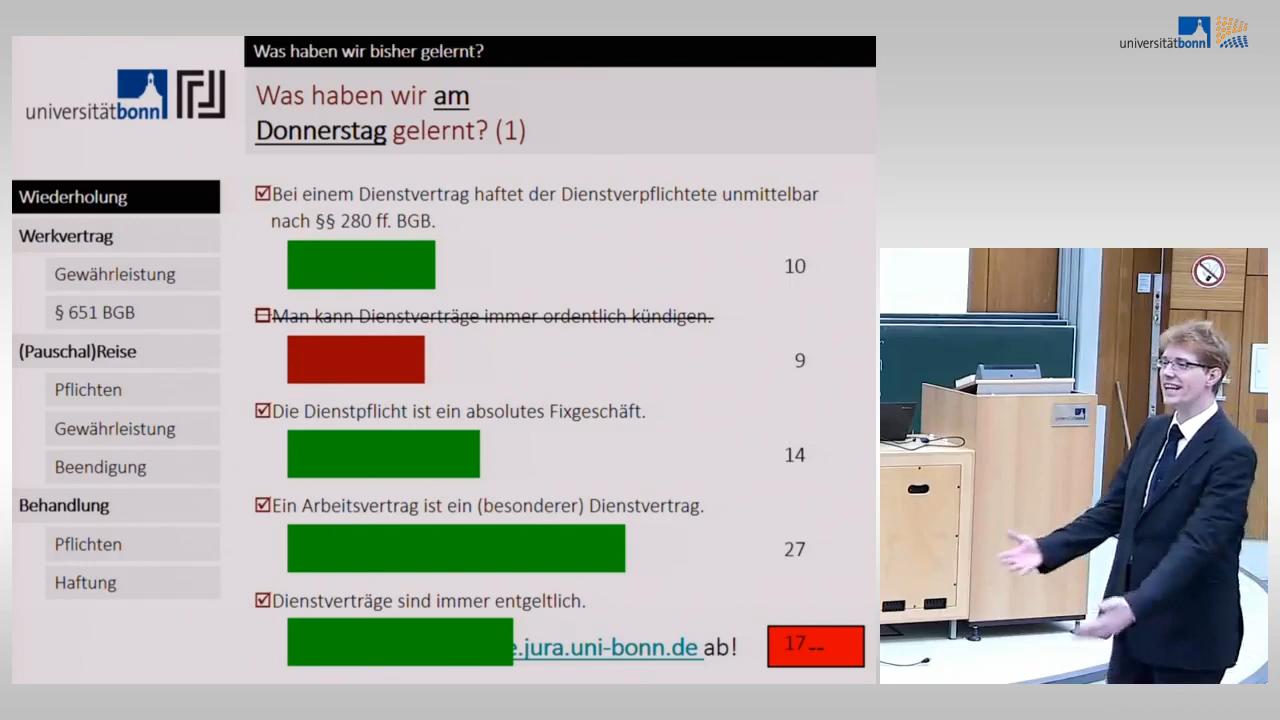 universitätbonn
Was haben wir bisher gelernt?
universitätbonn
Was haben wir am
Donnerstag gelernt? (1)
Wiederholung
Werkvertrag
Gewährleistung
§ 651 BGB
(Pauschal)Reise
Pflichten
Gewährleistung
Beendigung
Behandlung
Pflichten
Haftung
Bei einem Dienstvertrag haftet der Dienstverpflichtete unmittelbar
nach §§ 280 ff. BGB.
10
Man kann Dienstverträge immer ordentlich kündigen.
9
Die Dienstpflicht ist ein absolutes Fixgeschäft.
14
Ein Arbeitsvertrag ist ein (besonderer) Dienstvertrag.
27
Dienstverträge sind immer entgeltlich.
.jura.uni-bonn.de ab!
17